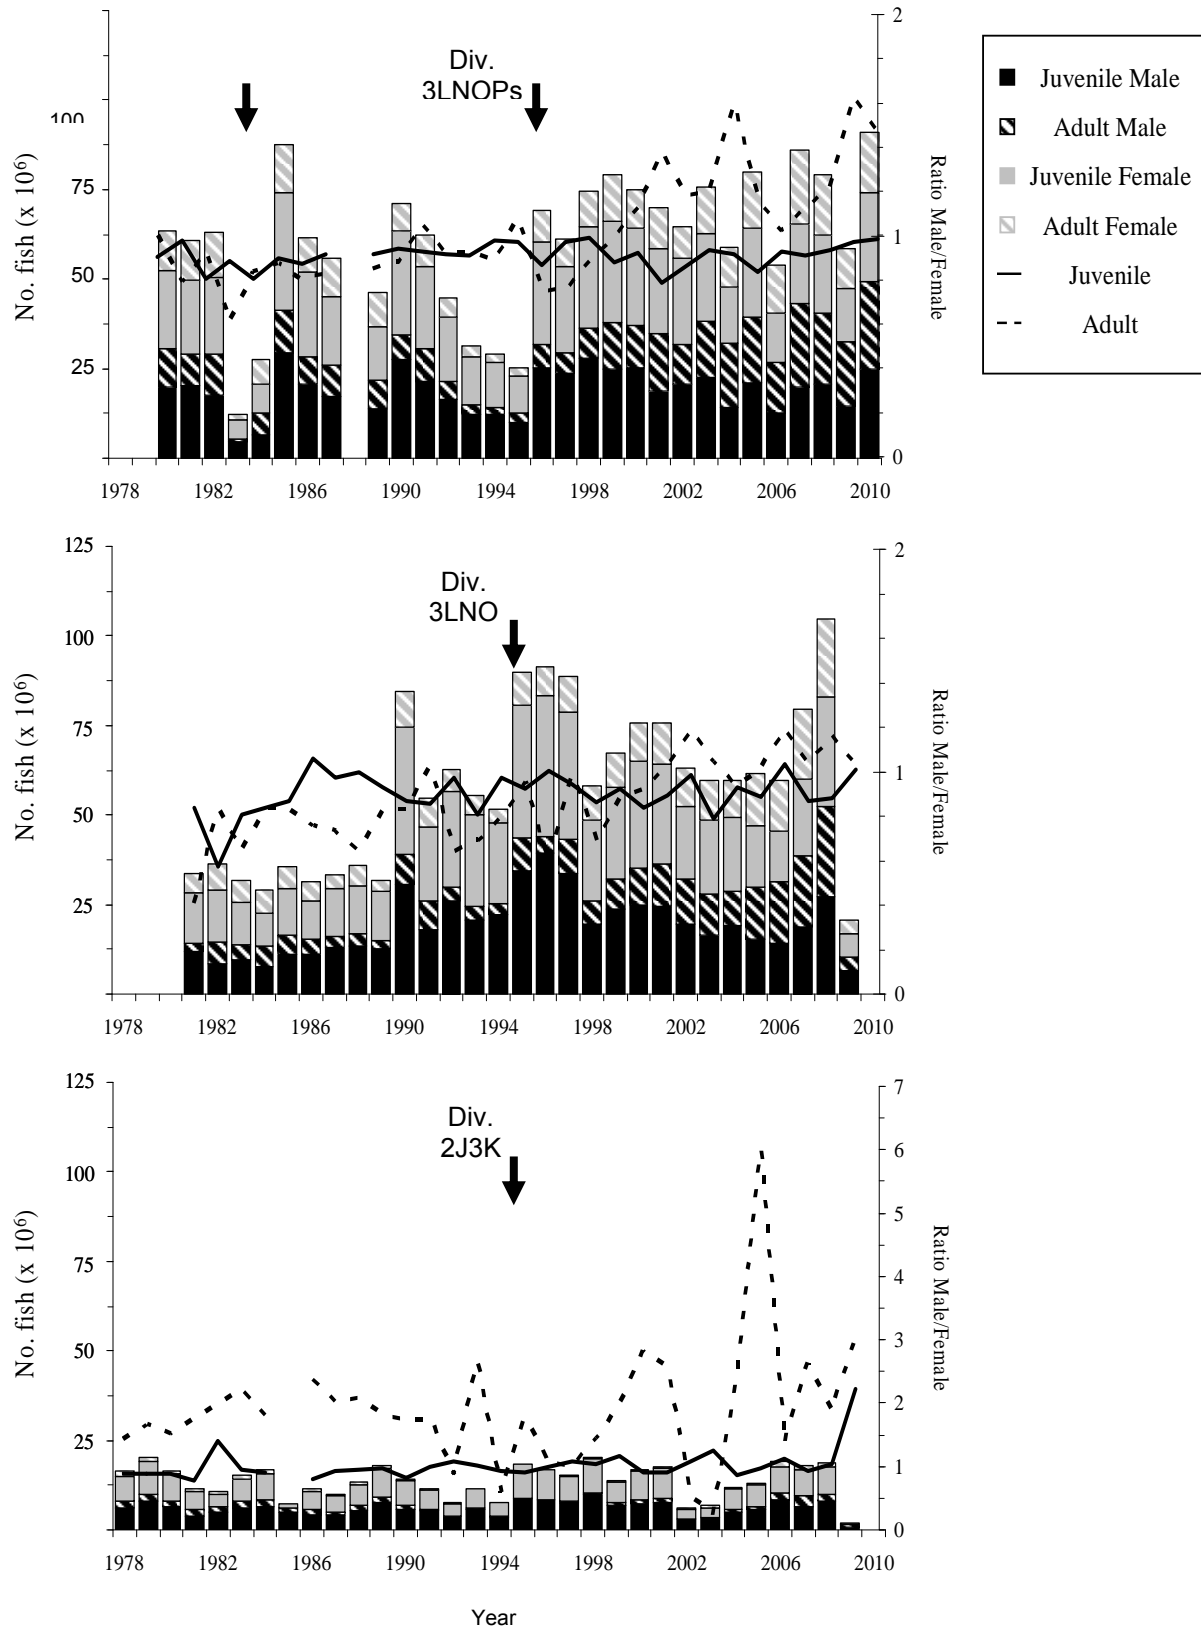 Div.
3LNOPs
100
75
50
25
No. fish (x 10⁶)
2
1
0
Ratio Male/Female
1978 1982 1986 1990 1994 1998 2002 2006 2010
Juvenile Male
Adult Male
Juvenile Female
Adult Female
Juvenile
Adult
Div.
3LNO
125
100
75
50
25
No. fish (x 10⁶)
2
1
0
Ratio Male/Female
1978 1982 1986 1990 1994 1998 2002 2006 2010
Div.
2J3K
125
100
75
50
25
No. fish (x 10⁶)
7
6
5
4
3
2
1
0
Ratio Male/Female
1978 1982 1986 1990 1994 1998 2002 2006 2010
Year